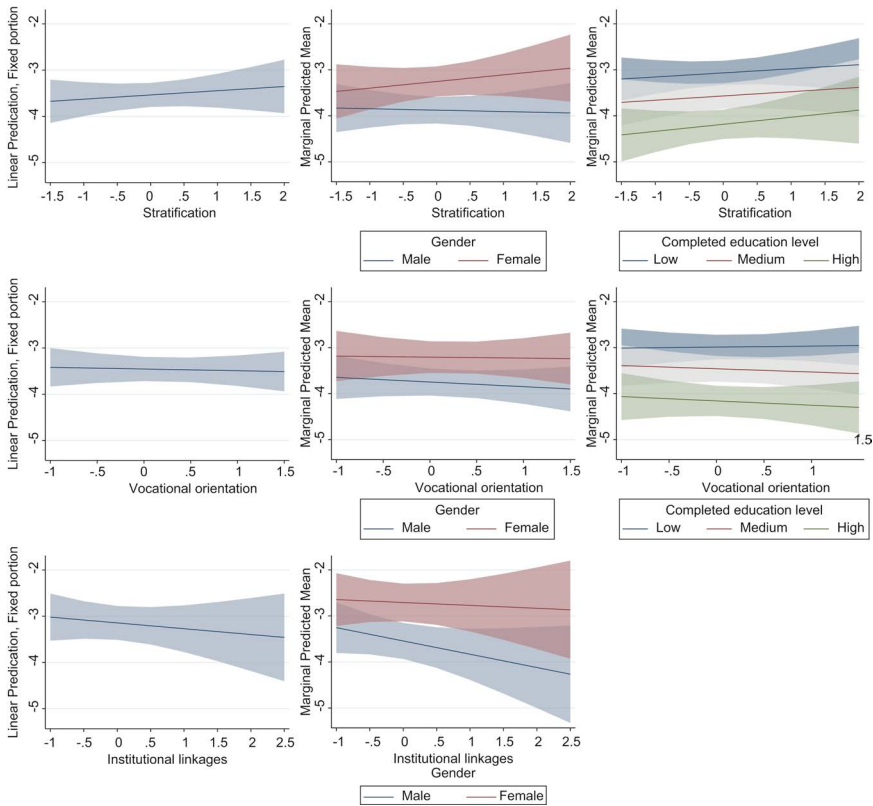 Linear Predication, Fixed portion
-2
-3
-4
-5
-1.5 -1 -.5 0 .5 1 1.5 2
Stratification
Marginal Predicted Mean
-2
-3
-4
-5
-1.5 -1 -.5 0 .5 1 1.5 2
Stratification
Gender
Male Female
Marginal Predicted Mean
-2
-3
-4
-5
-1.5 -1 -.5 0 .5 1 1.5 2
Stratification
Completed education level
Low Medium High
Linear Predication, Fixed portion
-2
-3
-4
-5
-1 -.5 0 .5 1 1.5
Vocational orientation
Marginal Predicted Mean
-2
-3
-4
-5
-1 -.5 0 .5 1 1.5
Vocational orientation
Gender
Male Female
Marginal Predicted Mean
-2
-3
-4
-5
1.5
-1 -.5 0 .5 1
Vocational orientation
Completed education level
Low Medium High
Linear Predication, Fixed portion
-2
-3
-4
-5
-1 -.5 0 .5 1 1.5 2 2.5
Institutional linkages
Marginal Predicted Mean
-2
-3
-4
-5
-1 -.5 0 .5 1 1.5 2 2.5
Institutional linkages
Gender
Male Female